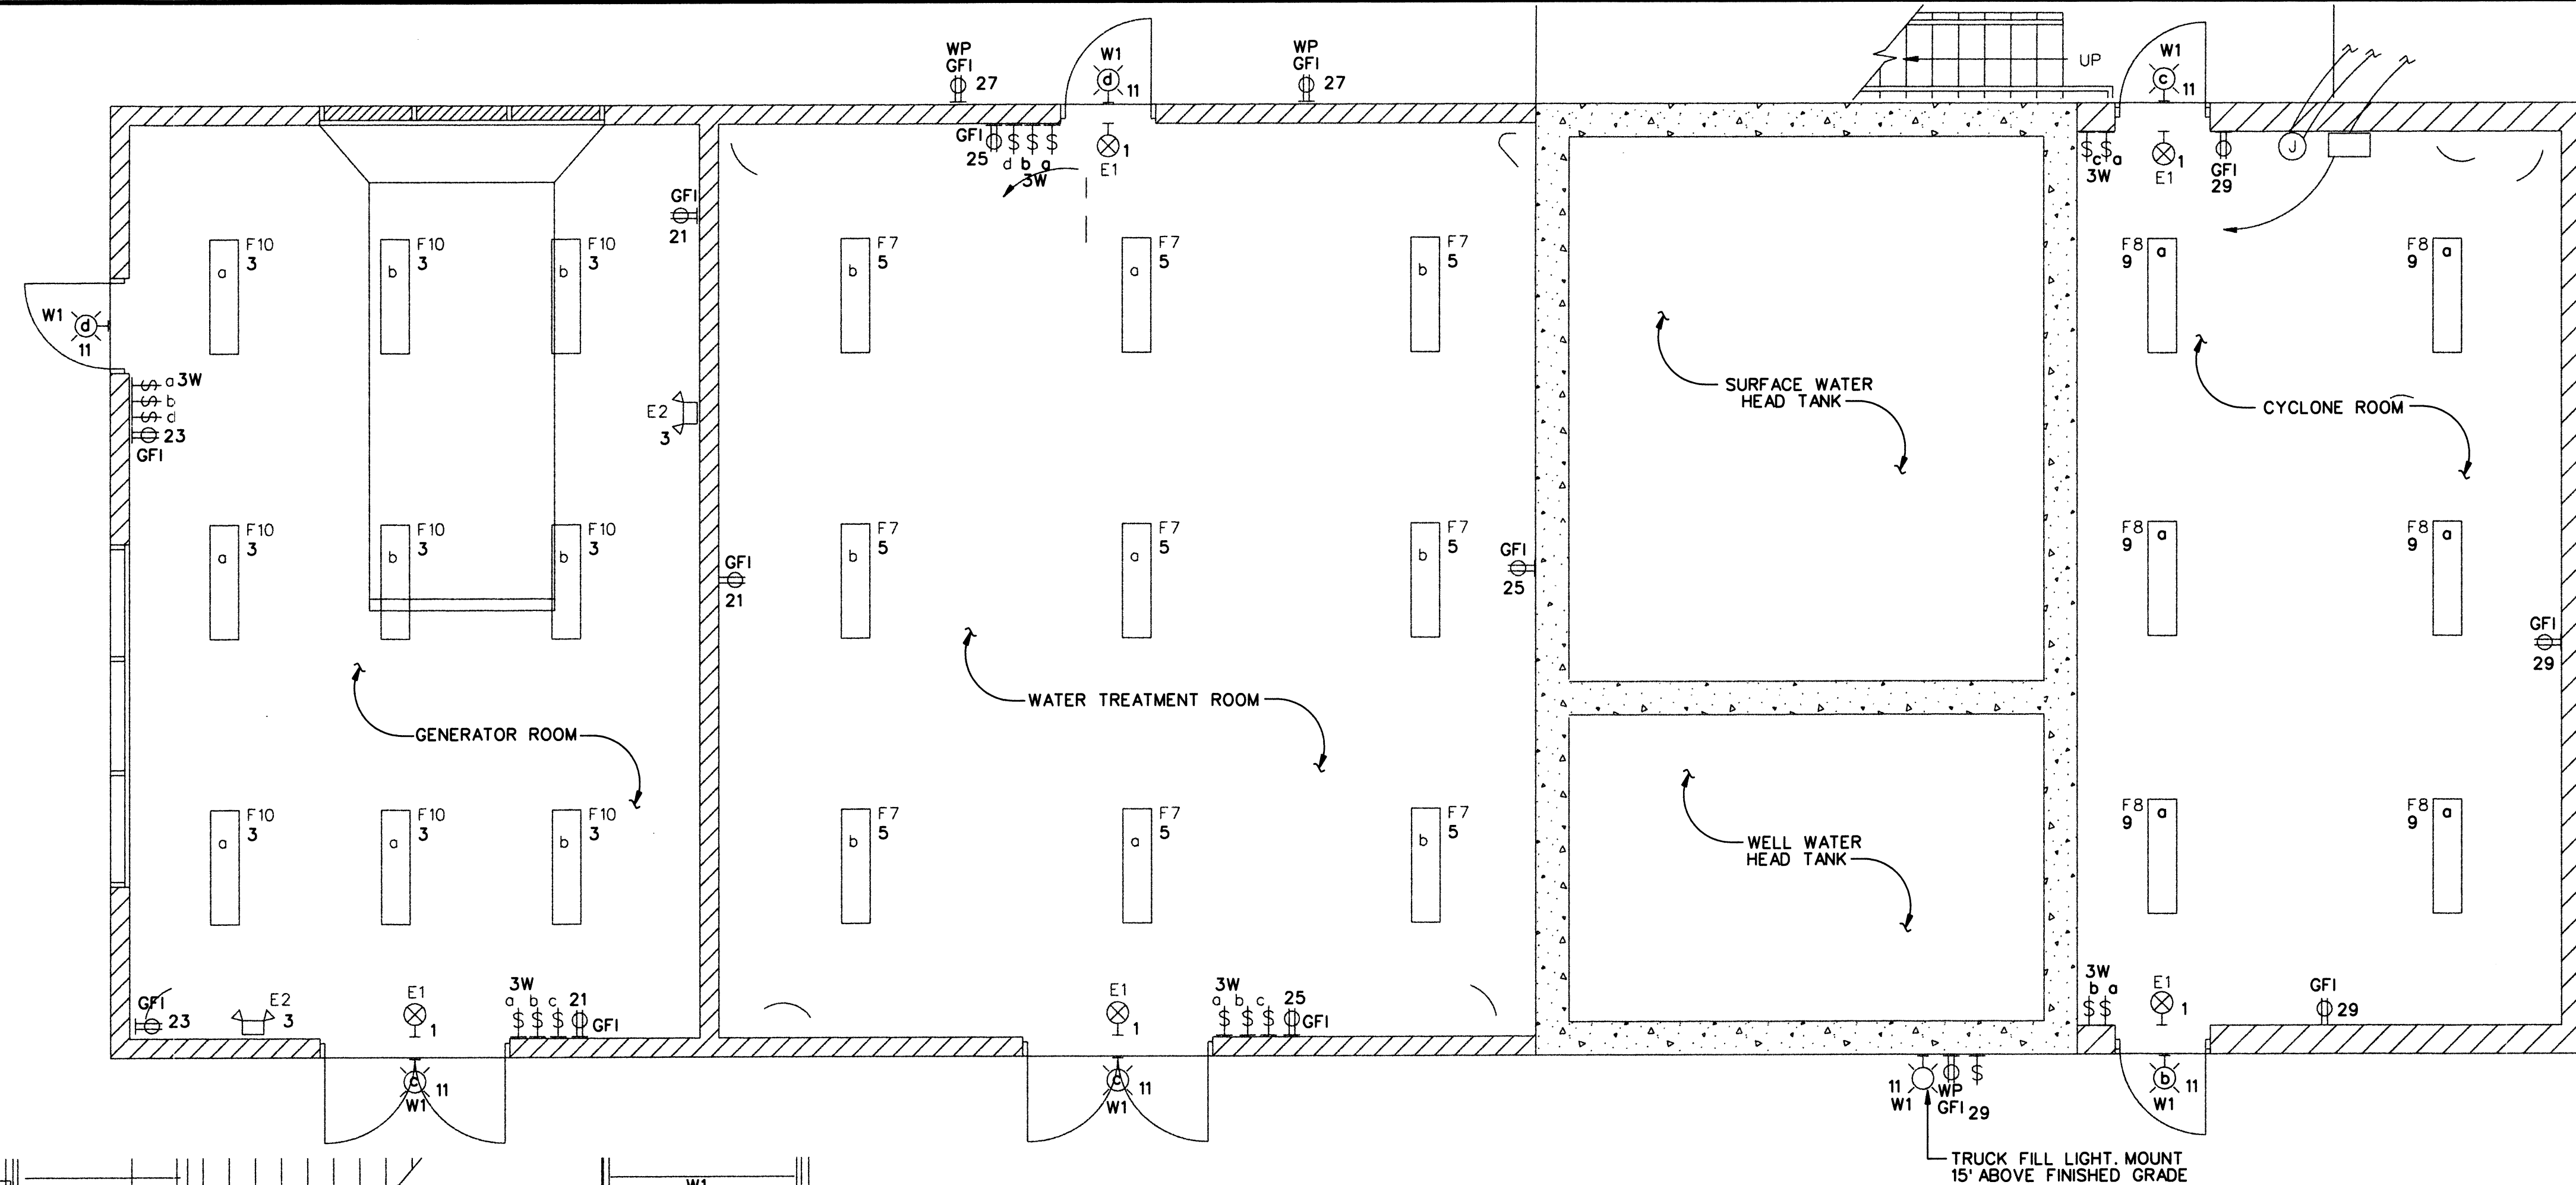 WP
GFI
27
W1
d
11
WP
GFI
27
UP
W1
c
11
GFI
25
d b a
3W
1
E1
c a
3W
1
E1
GFI
29
J
GFI
21
F10
3
a
F10
3
b
F10
3
b
F7
5
b
F7
5
a
F7
5
b
F8
9
a
F8
9
a
W1
d
11
a 3W
b
d
23
GFI
E2
3
SURFACE WATER
HEAD TANK
CYCLONE ROOM
F10
3
a
F10
3
b
F10
3
b
GFI
21
F7
5
b
F7
5
a
F7
5
b
GFI
25
F8
9
a
F8
9
a
GFI
29
GENERATOR ROOM
WATER TREATMENT ROOM
F10
3
a
F10
3
a
F10
3
b
F7
5
b
F7
5
a
F7
5
b
WELL WATER
HEAD TANK
F8
9
a
F8
9
a
GFI
23
E2
3
E1
1
3W
a b c 21
GFI
E1
1
3W
a b c 25
GFI
3W
b a
E1
1
GFI
29
c
11
W1
c
11
W1
11
W1
WP
GFI
29
b
11
W1
TRUCK FILL LIGHT. MOUNT
15' ABOVE FINISHED GRADE
W1